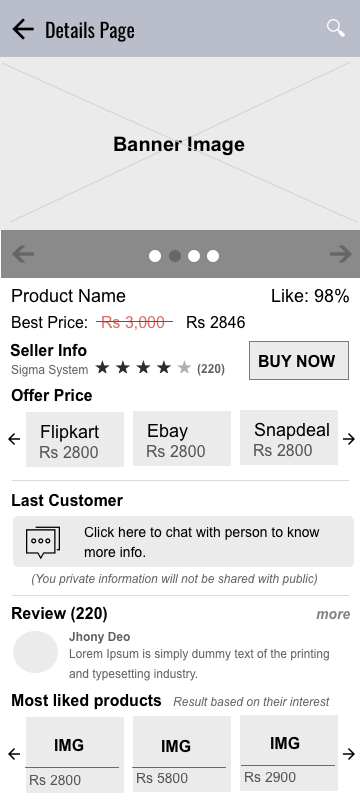 Details Page
Banner Image
Product Name Like: 98%
Best Price: Rs 3,000 Rs 2846
Seller Info
Sigma System (220)
BUY NOW
Offer Price
Flipkart Ebay Snapdeal
Rs 2800 Rs 2800 Rs 2800
Last Customer
Click here to chat with person to know
more info.
(You private information will not be shared with public)
Review (220) more
Jhony Deo
Lorem Ipsum is simply dummy text of the printing
and typesetting industry.
Most liked products Result based on their interest
IMG IMG IMG
Rs 2800 Rs 5800 Rs 2900